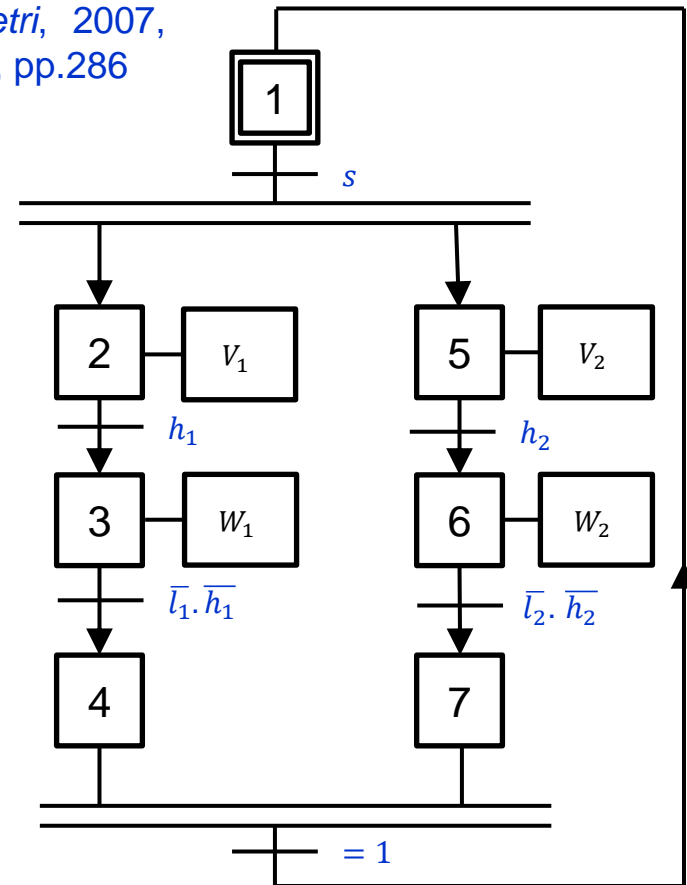 etri, 2007,
, pp.286
1
s
2 V₁ 5 V₂
h₁ h₂
3 W₁ 6 W₂
l̅₁. h̅₁ l̅₂. h̅₂
4 7
= 1